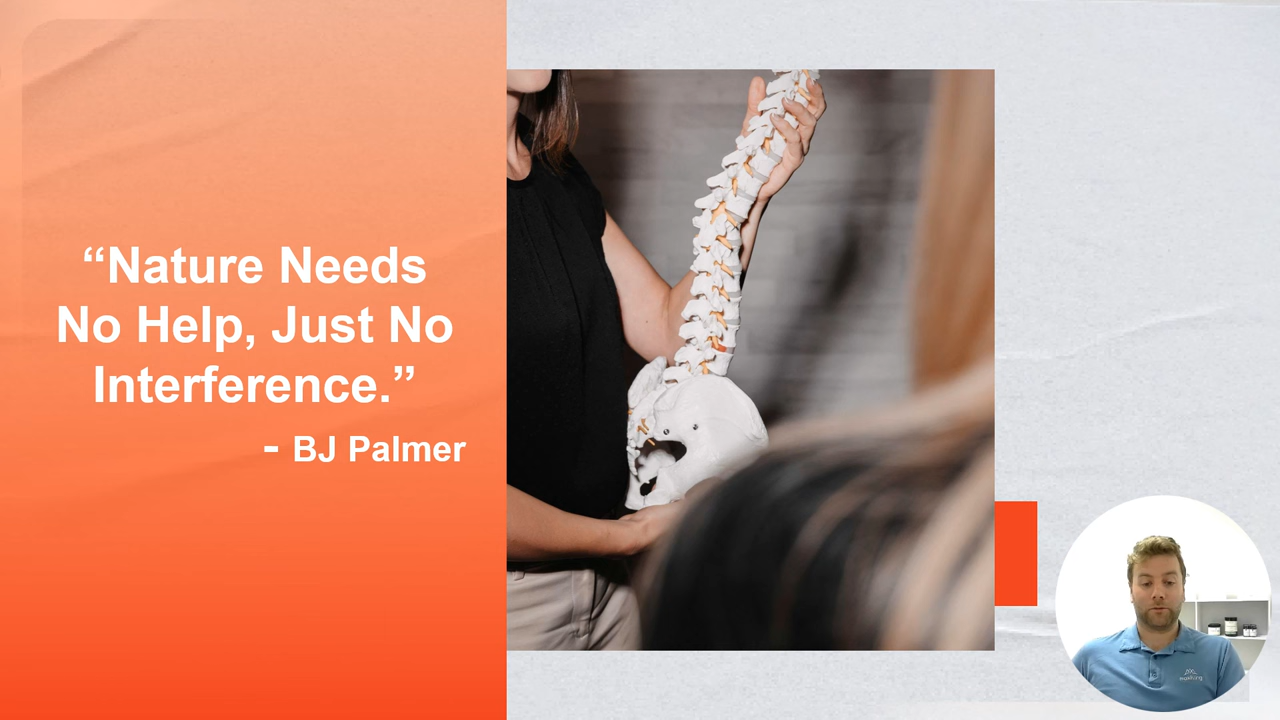 “Nature Needs
No Help, Just No
Interference.”
- BJ Palmer